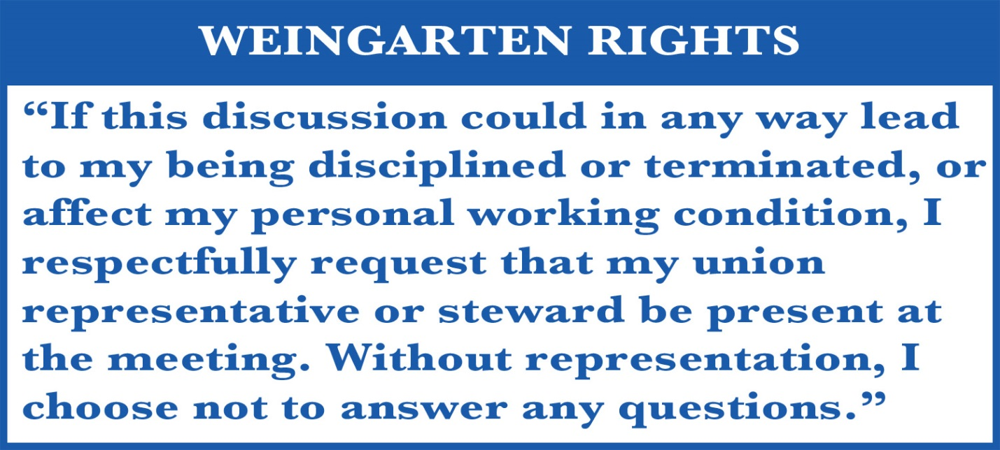 WEINGARTEN RIGHTS
“If this discussion could in any way lead
to my being disciplined or terminated, or
affect my personal working condition, I
respectfully request that my union
representative or steward be present at
the meeting. Without representation, I
choose not to answer any questions.”